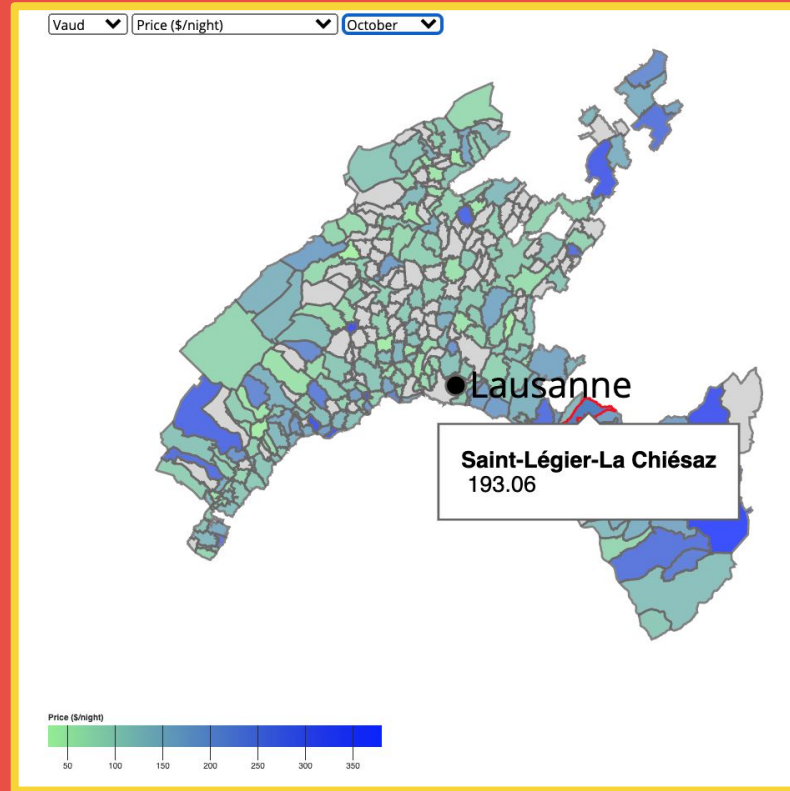 Vaud Price ($/night) October
Lausanne
Saint-Légier-La Chiésaz
193.06
Price ($/night)
50 100 150 200 250 300 350